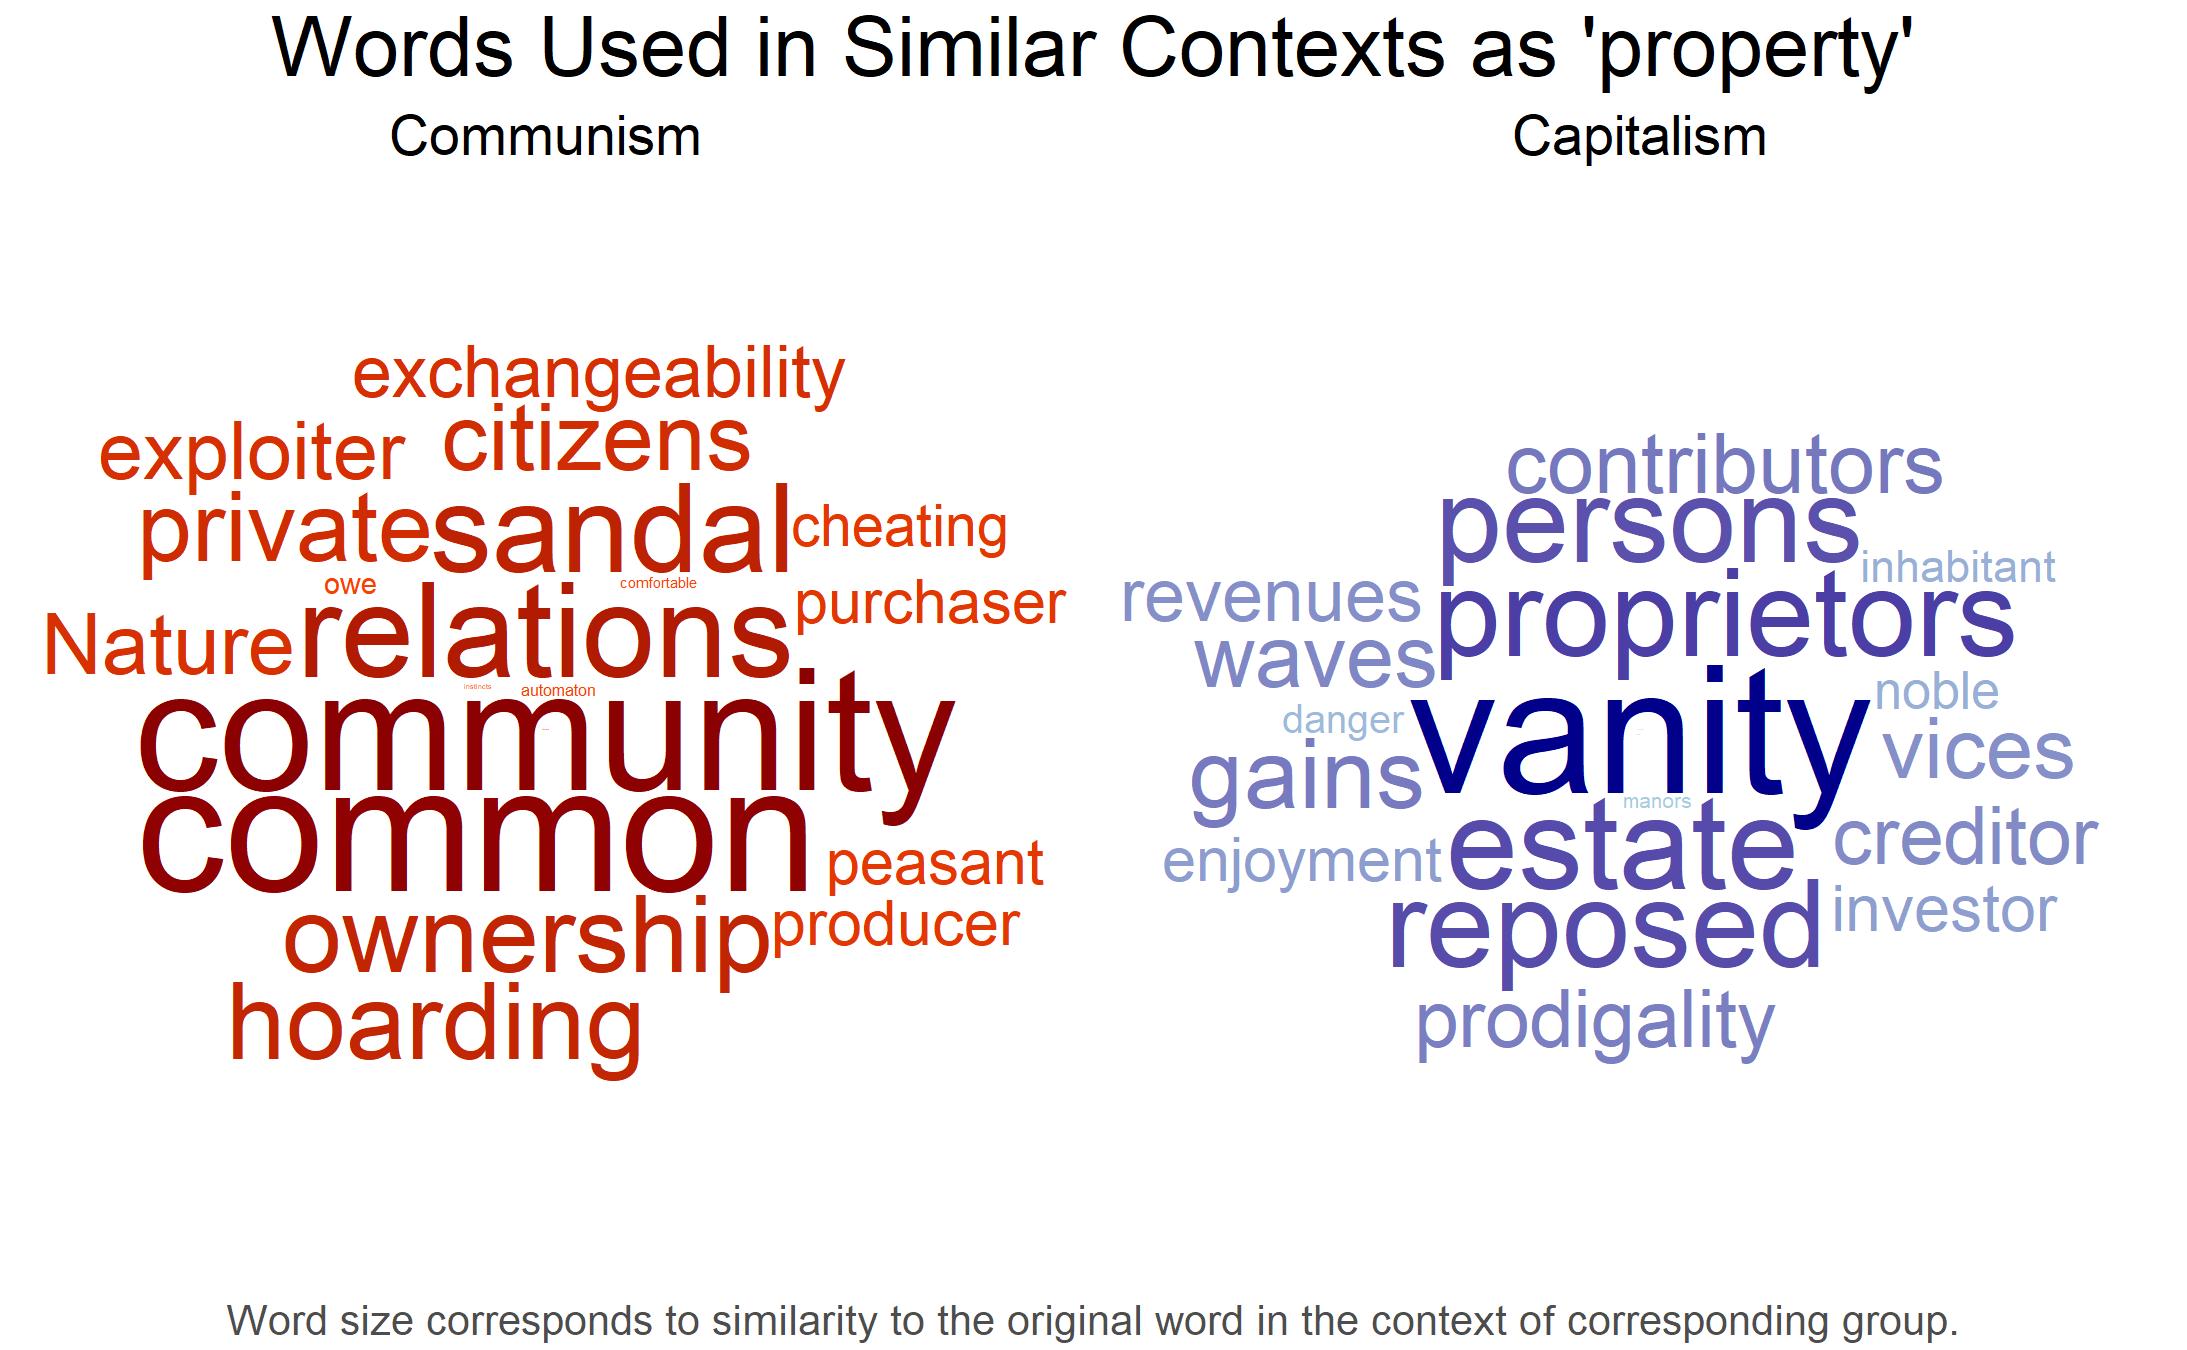 Words Used in Similar Contexts as 'property'
Communism
Capitalism
exchangeability
exploiter citizens
private sandal cheating
owe comfortable
Nature relations purchaser
instincts automaton
community
common
peasant
ownership producer
hoarding
contributors
persons
inhabitant
revenues proprietors
waves
noble
danger vanity vices
gains
manors
enjoyment estate creditor
reposed investor
prodigality
Word size corresponds to similarity to the original word in the context of corresponding group.